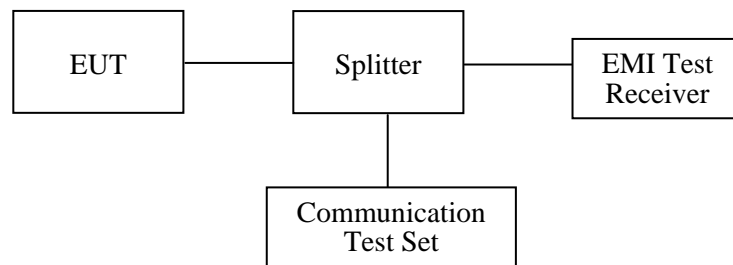 EUT
Splitter
EMI Test
Receiver
Communication
Test Set